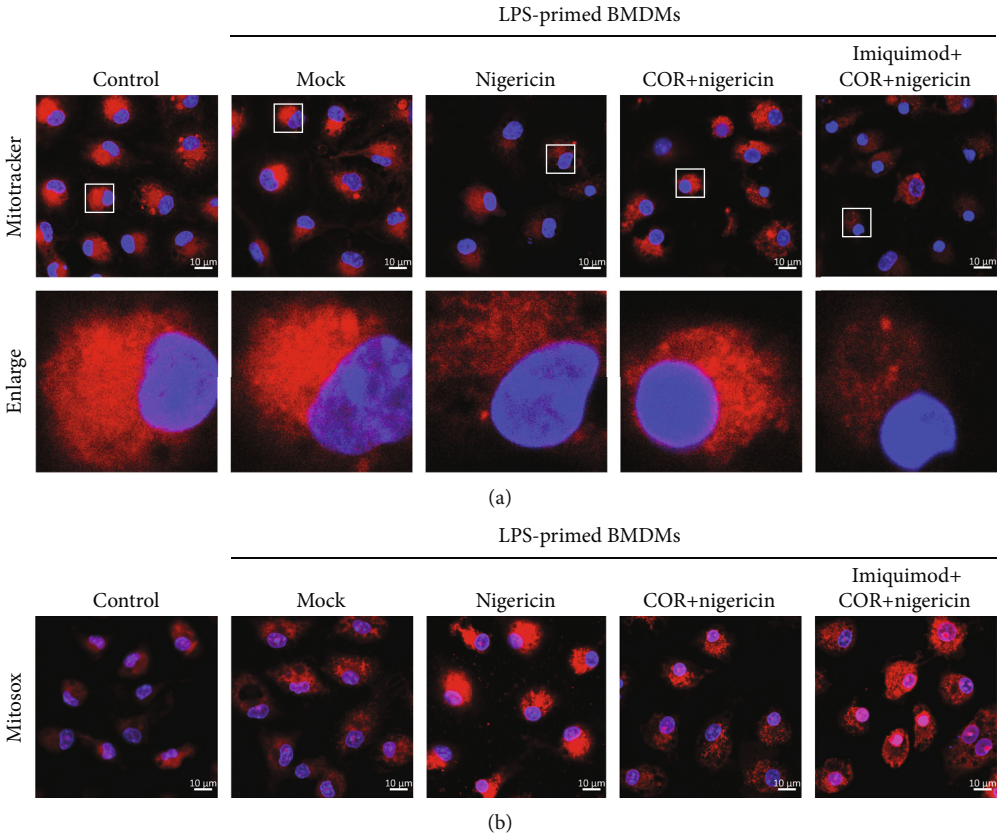 LPS-primed BMDMs
Imiquimod+
Control Mock Nigericin COR+nigericin COR+nigericin
Mitotracker
10 μm 10 μm 10 μm 10 μm 10 μm
Enlarge
(a)
LPS-primed BMDMs
Imiquimod+
Control Mock Nigericin COR+nigericin COR+nigericin
Mitosox
10 μm 10 μm 10 μm 10 μm 10 μm
(b)